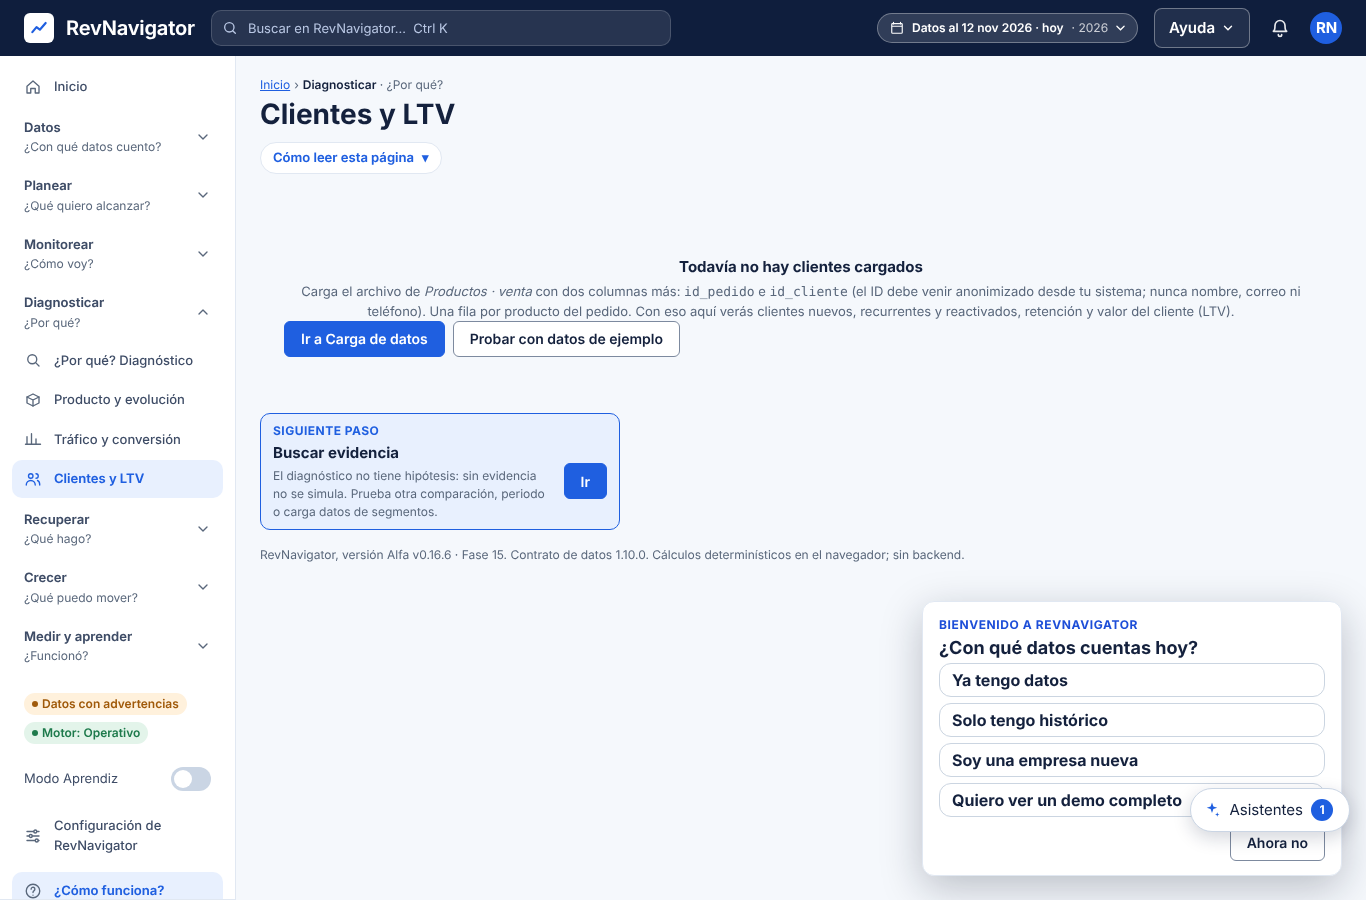 RevNavigator
Buscar en RevNavigator... Ctrl K
Datos al 12 nov 2026 · hoy · 2026
Ayuda
RN
Inicio
Datos
¿Con qué datos cuento?
Planear
¿Qué quiero alcanzar?
Monitorear
¿Cómo voy?
Diagnosticar
¿Por qué?
¿Por qué? Diagnóstico
Producto y evolución
Tráfico y conversión
Clientes y LTV
Recuperar
¿Qué hago?
Crecer
¿Qué puedo mover?
Medir y aprender
¿Funcionó?
Datos con advertencias
Motor: Operativo
Modo Aprendiz
Configuración de
RevNavigator
¿Cómo funciona?
Inicio › Diagnosticar · ¿Por qué?
Clientes y LTV
Cómo leer esta página ▼
Todavía no hay clientes cargados
Carga el archivo de Productos · venta con dos columnas más: id_pedido e id_cliente (el ID debe venir anonimizado desde tu sistema; nunca nombre, correo ni
teléfono). Una fila por producto del pedido. Con eso aquí verás clientes nuevos, recurrentes y reactivados, retención y valor del cliente (LTV).
Ir a Carga de datos
Probar con datos de ejemplo
SIGUIENTE PASO
Buscar evidencia
El diagnóstico no tiene hipótesis: sin evidencia
no se simula. Prueba otra comparación, periodo
o carga datos de segmentos.
Ir
RevNavigator, versión Alfa v0.16.6 · Fase 15. Contrato de datos 1.10.0. Cálculos determinísticos en el navegador; sin backend.
BIENVENIDO A REVNAVIGATOR
¿Con qué datos cuentas hoy?
Ya tengo datos
Solo tengo histórico
Soy una empresa nueva
Quiero ver un demo completo
Asistentes 1
Ahora no